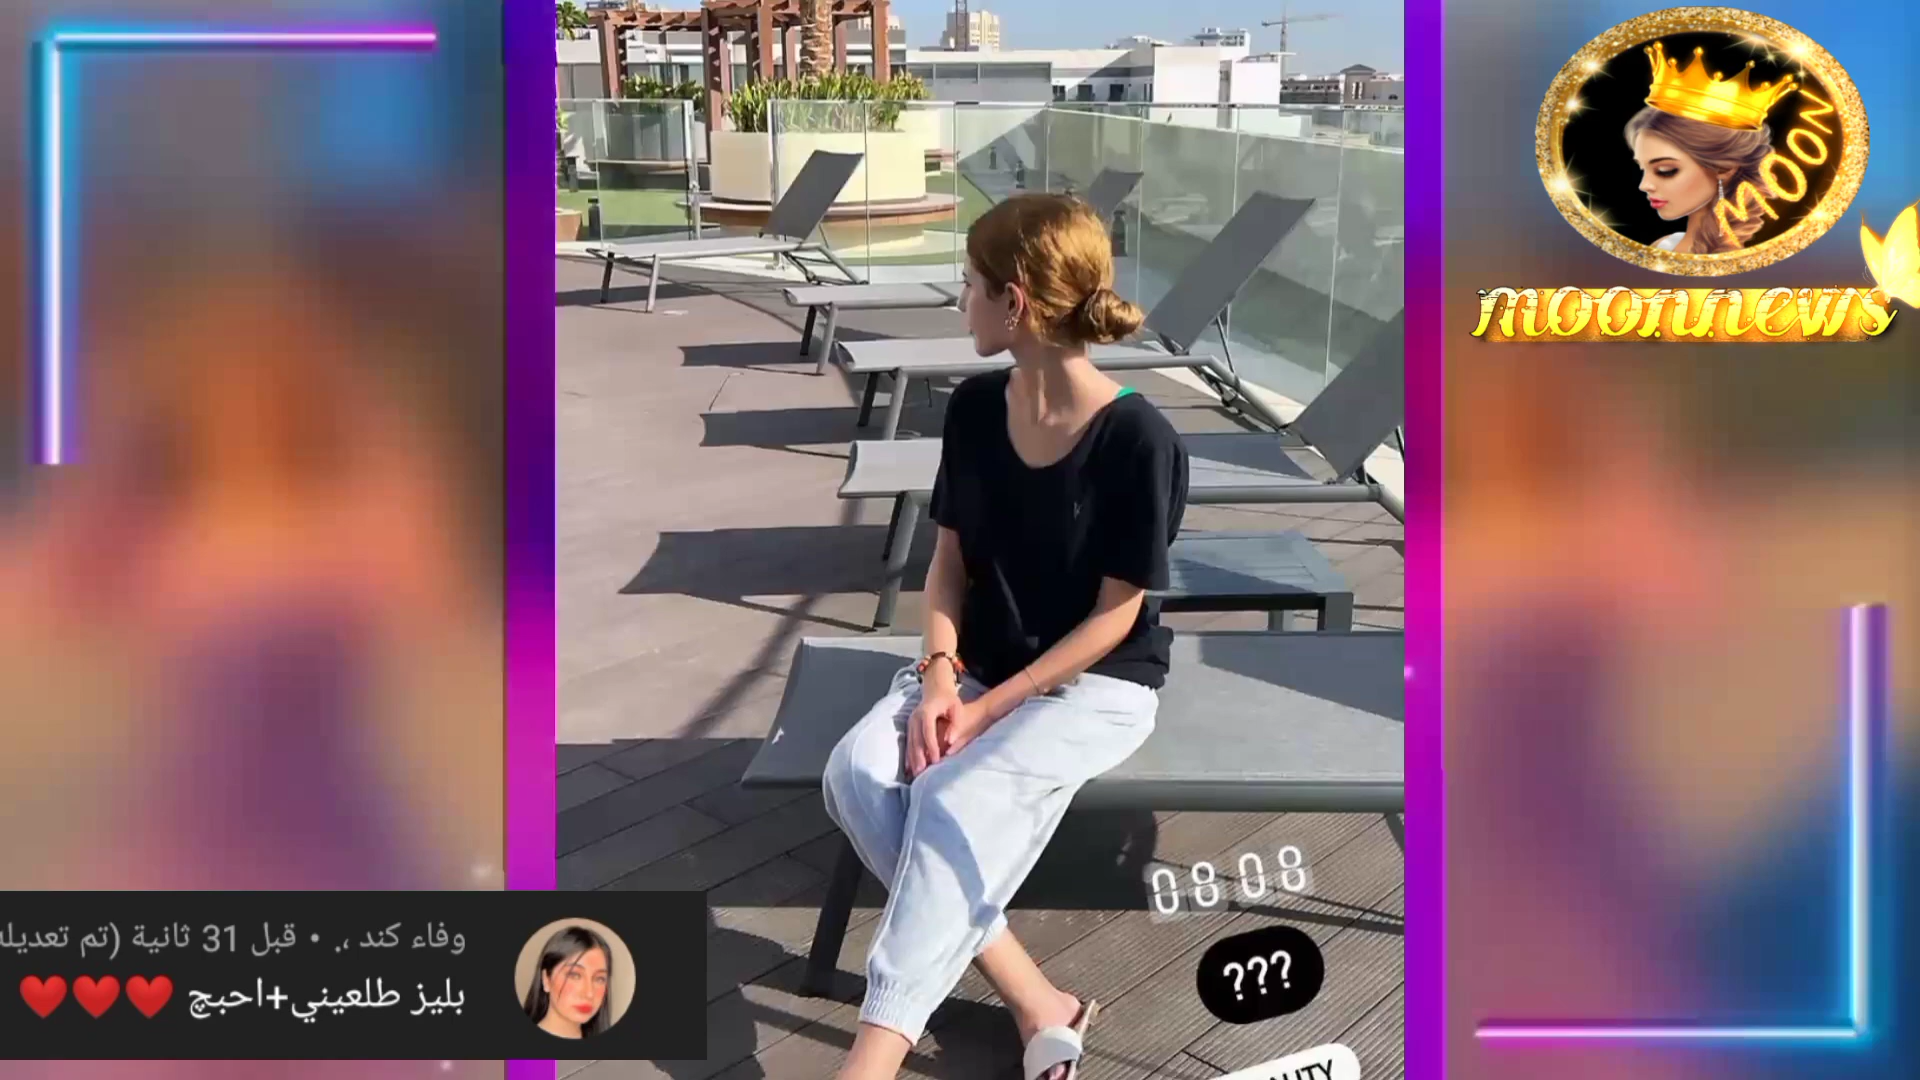 MOON
moonnews
08 08
???
وفاء كند ،. • قبل 31 ثانية (تم تعديله
بليز طلعيني+احبچ ❤️❤️❤️